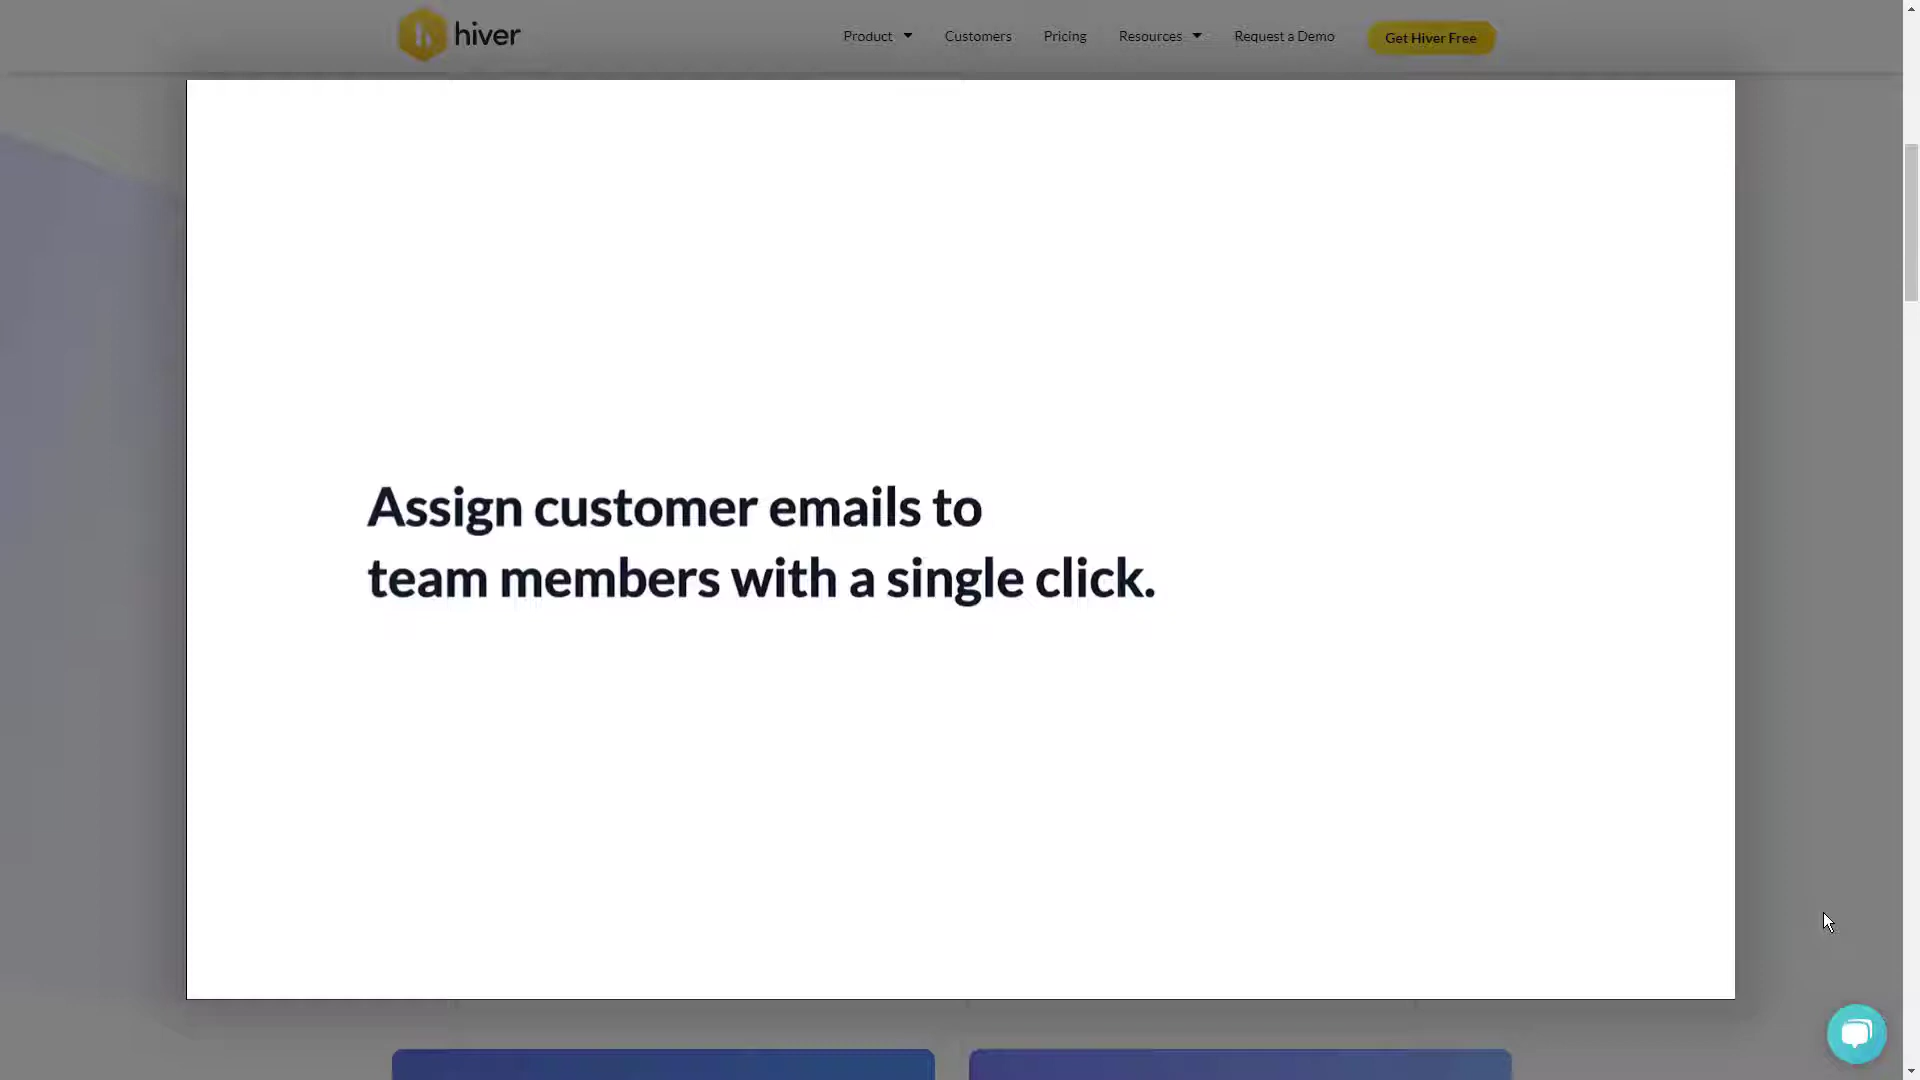 hiver
Product
Customers
Pricing
Resources
Request a Demo
Get Hiver Free
Assign customer emails to
team members with a single click.